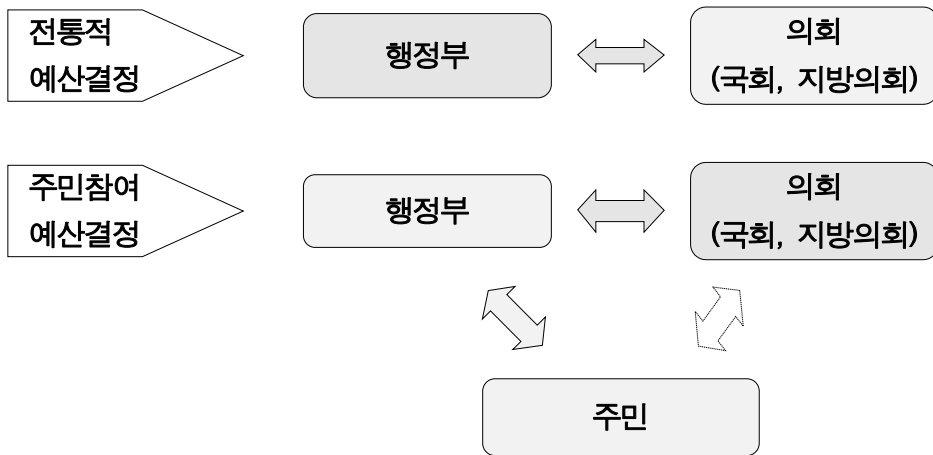 전통적
예산결정
행정부
의회
(국회, 지방의회)
주민참여
예산결정
행정부
의회
(국회, 지방의회)
주민